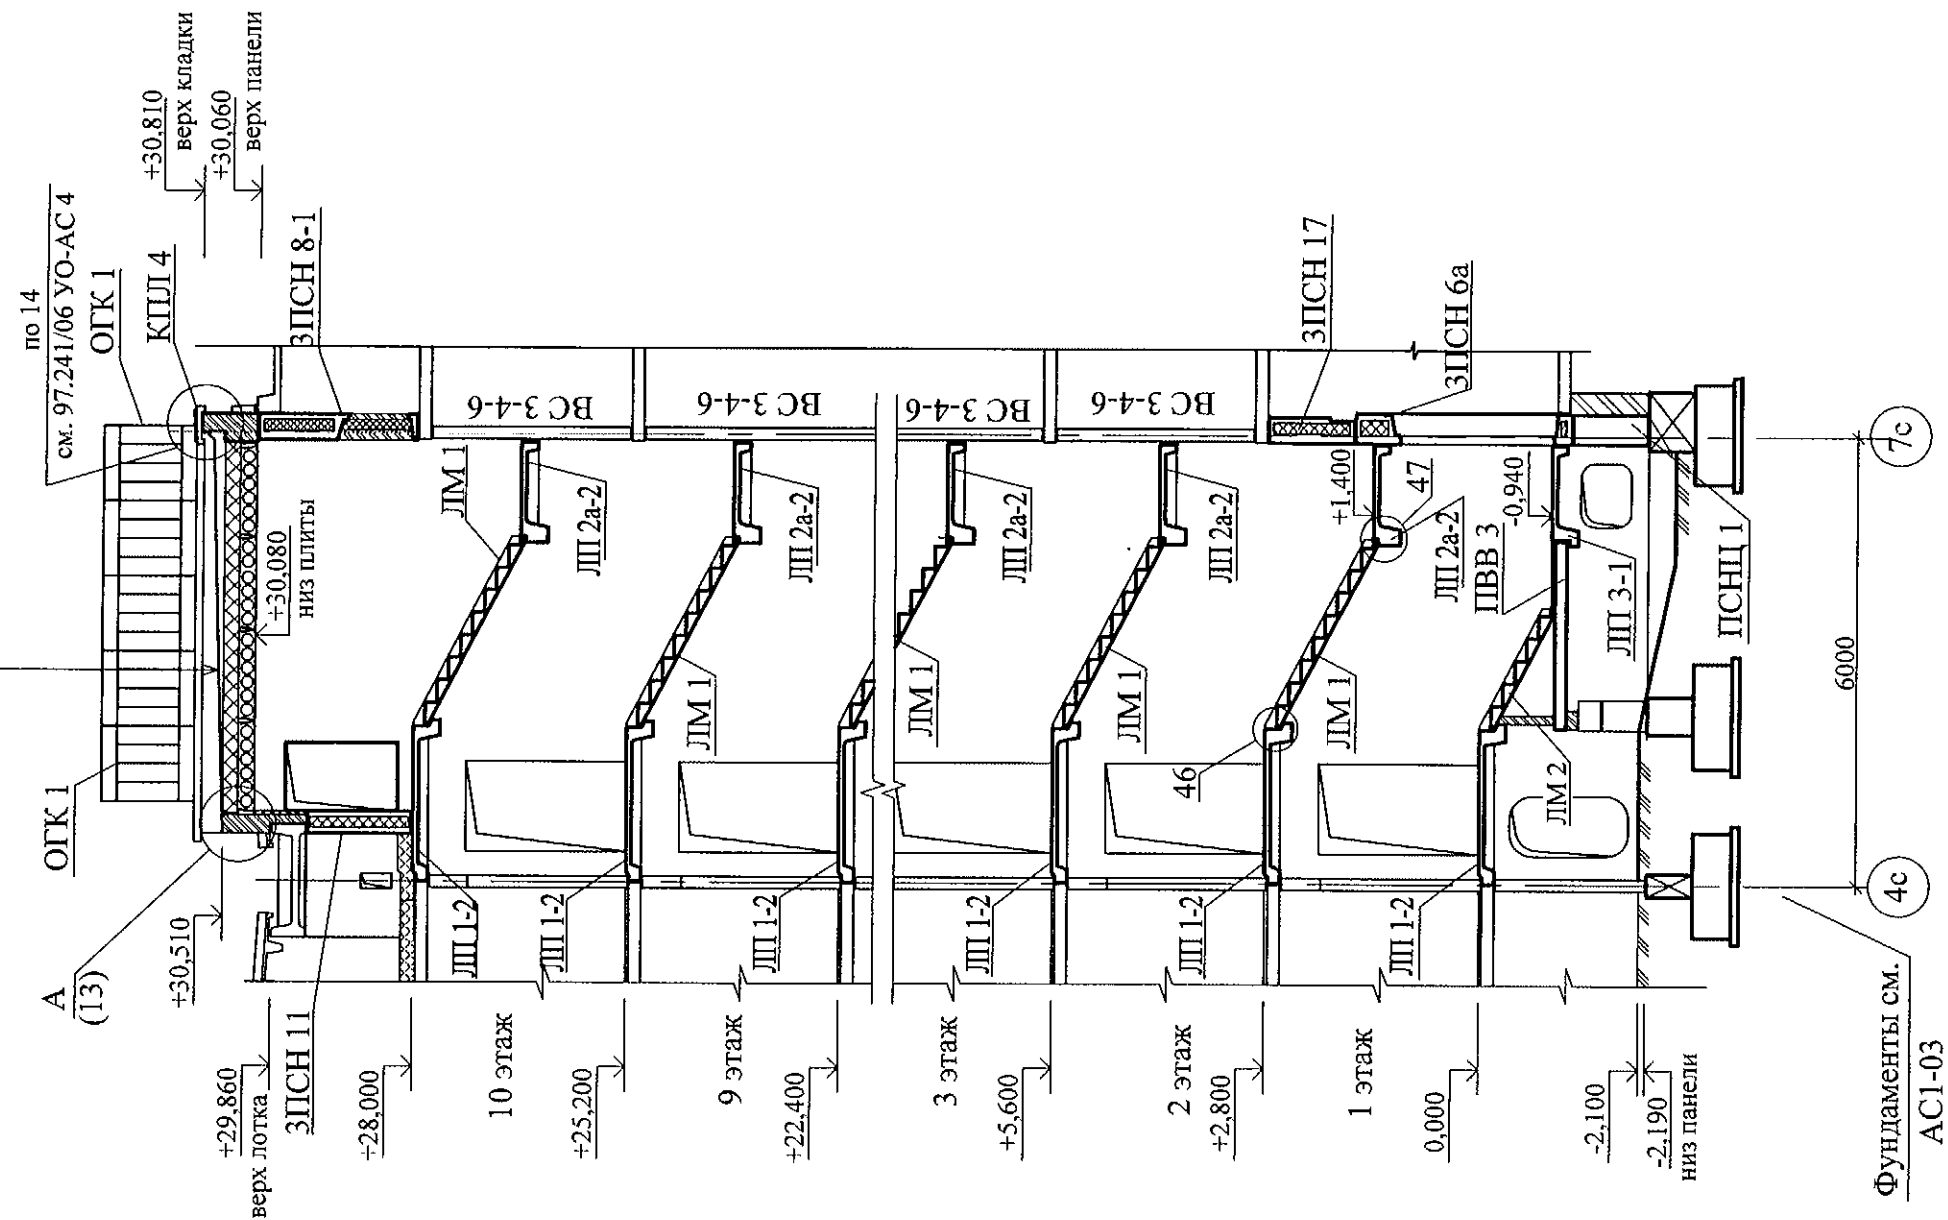 по 14
см. 97.241/06 УО-АС 4
ОГК 1
КПЛ 4
+30,810
верх кладки
+30,060
верх панели
ЗПСН 8-1
ОГК 1
А
(13)
+30,510
+30,080
низ плиты
+29,860
верх лотка
ЗПСН 11
+28,000
10 этаж
+25,200
9 этаж
+22,400
3 этаж
+5,600
2 этаж
+2,800
1 этаж
0,000
-2,100
-2,190
низ панели
ЛП 1-2
ЛП 1-2
ЛП 1-2
ЛП 1-2
ЛП 1-2
ЛП 1-2
ЛМ 1
ЛМ 1
ЛМ 1
ЛМ 1
ЛМ 1
ЛМ 2
46
ЛП 2а-2
ЛП 2а-2
ЛП 2а-2
ЛП 2а-2
ЛП 2а-2
ВС 3-4-6
ВС 3-4-6
ВС 3-4-6
ВС 3-4-6
ЗПСН 17
ЗПСН 6а
+1,400
47
ПВВ 3
-0,940
ЛП 3-1
ПСНЦ 1
6000
7с
4с
Фундаменты см.
АС1-03